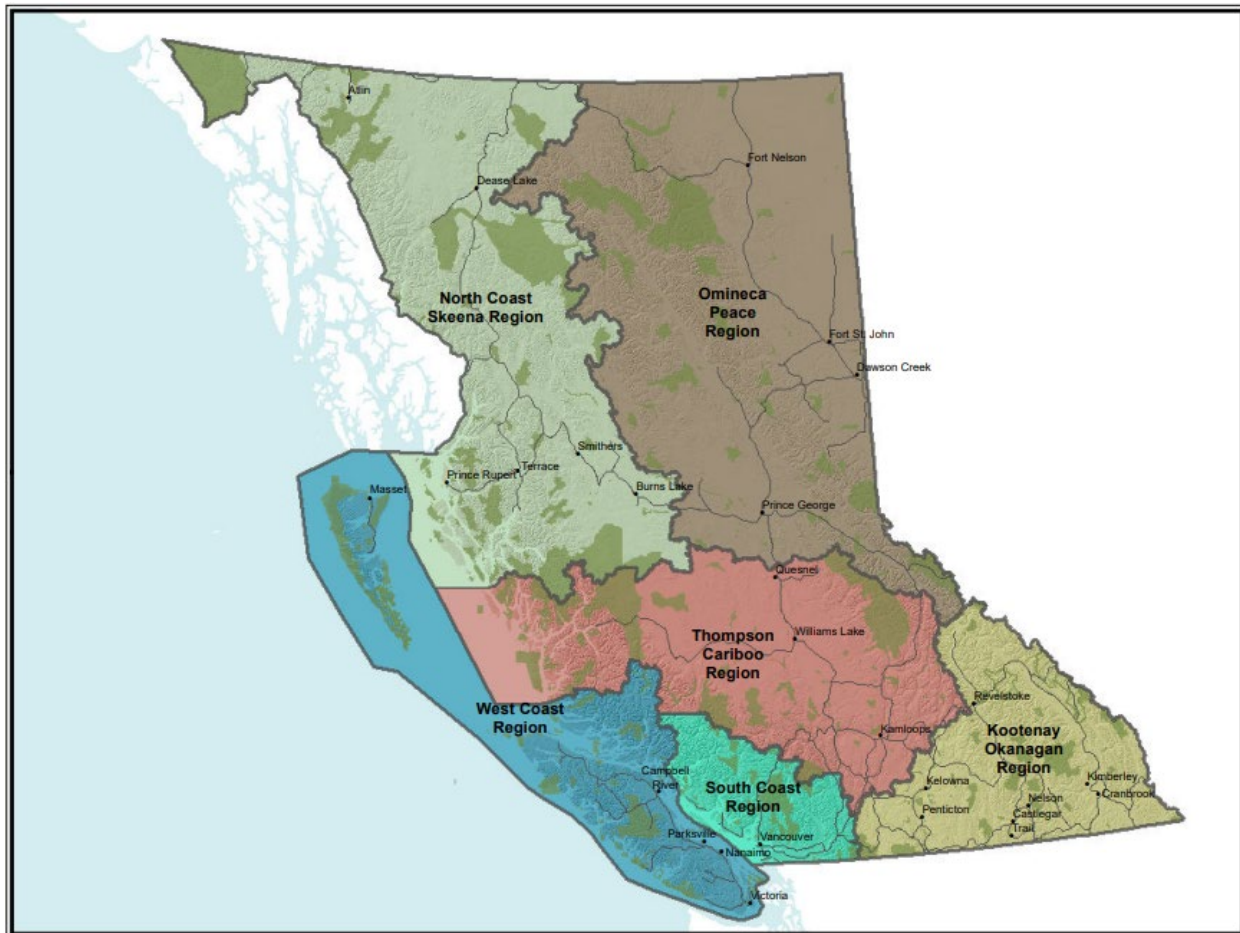 Atlin
Fort Nelson
Dease Lake
North Coast
Skeena Region
Omineca
Peace
Region
Fort St. John
Dawson Creek
Smithers
Terrace
Prince Rupert
Masset
Burns Lake
Prince George
Quesnel
Williams Lake
Thompson
Cariboo
Region
Revelstoke
West Coast
Region
Kamloops
Kootenay
Okanagan
Region
Campbell
River
South Coast
Region
Kelowna
Kimberley
Cranbrook
Penticton
Nelson
Castlegar
Trail
Parksville
Vancouver
Nanaimo
Victoria